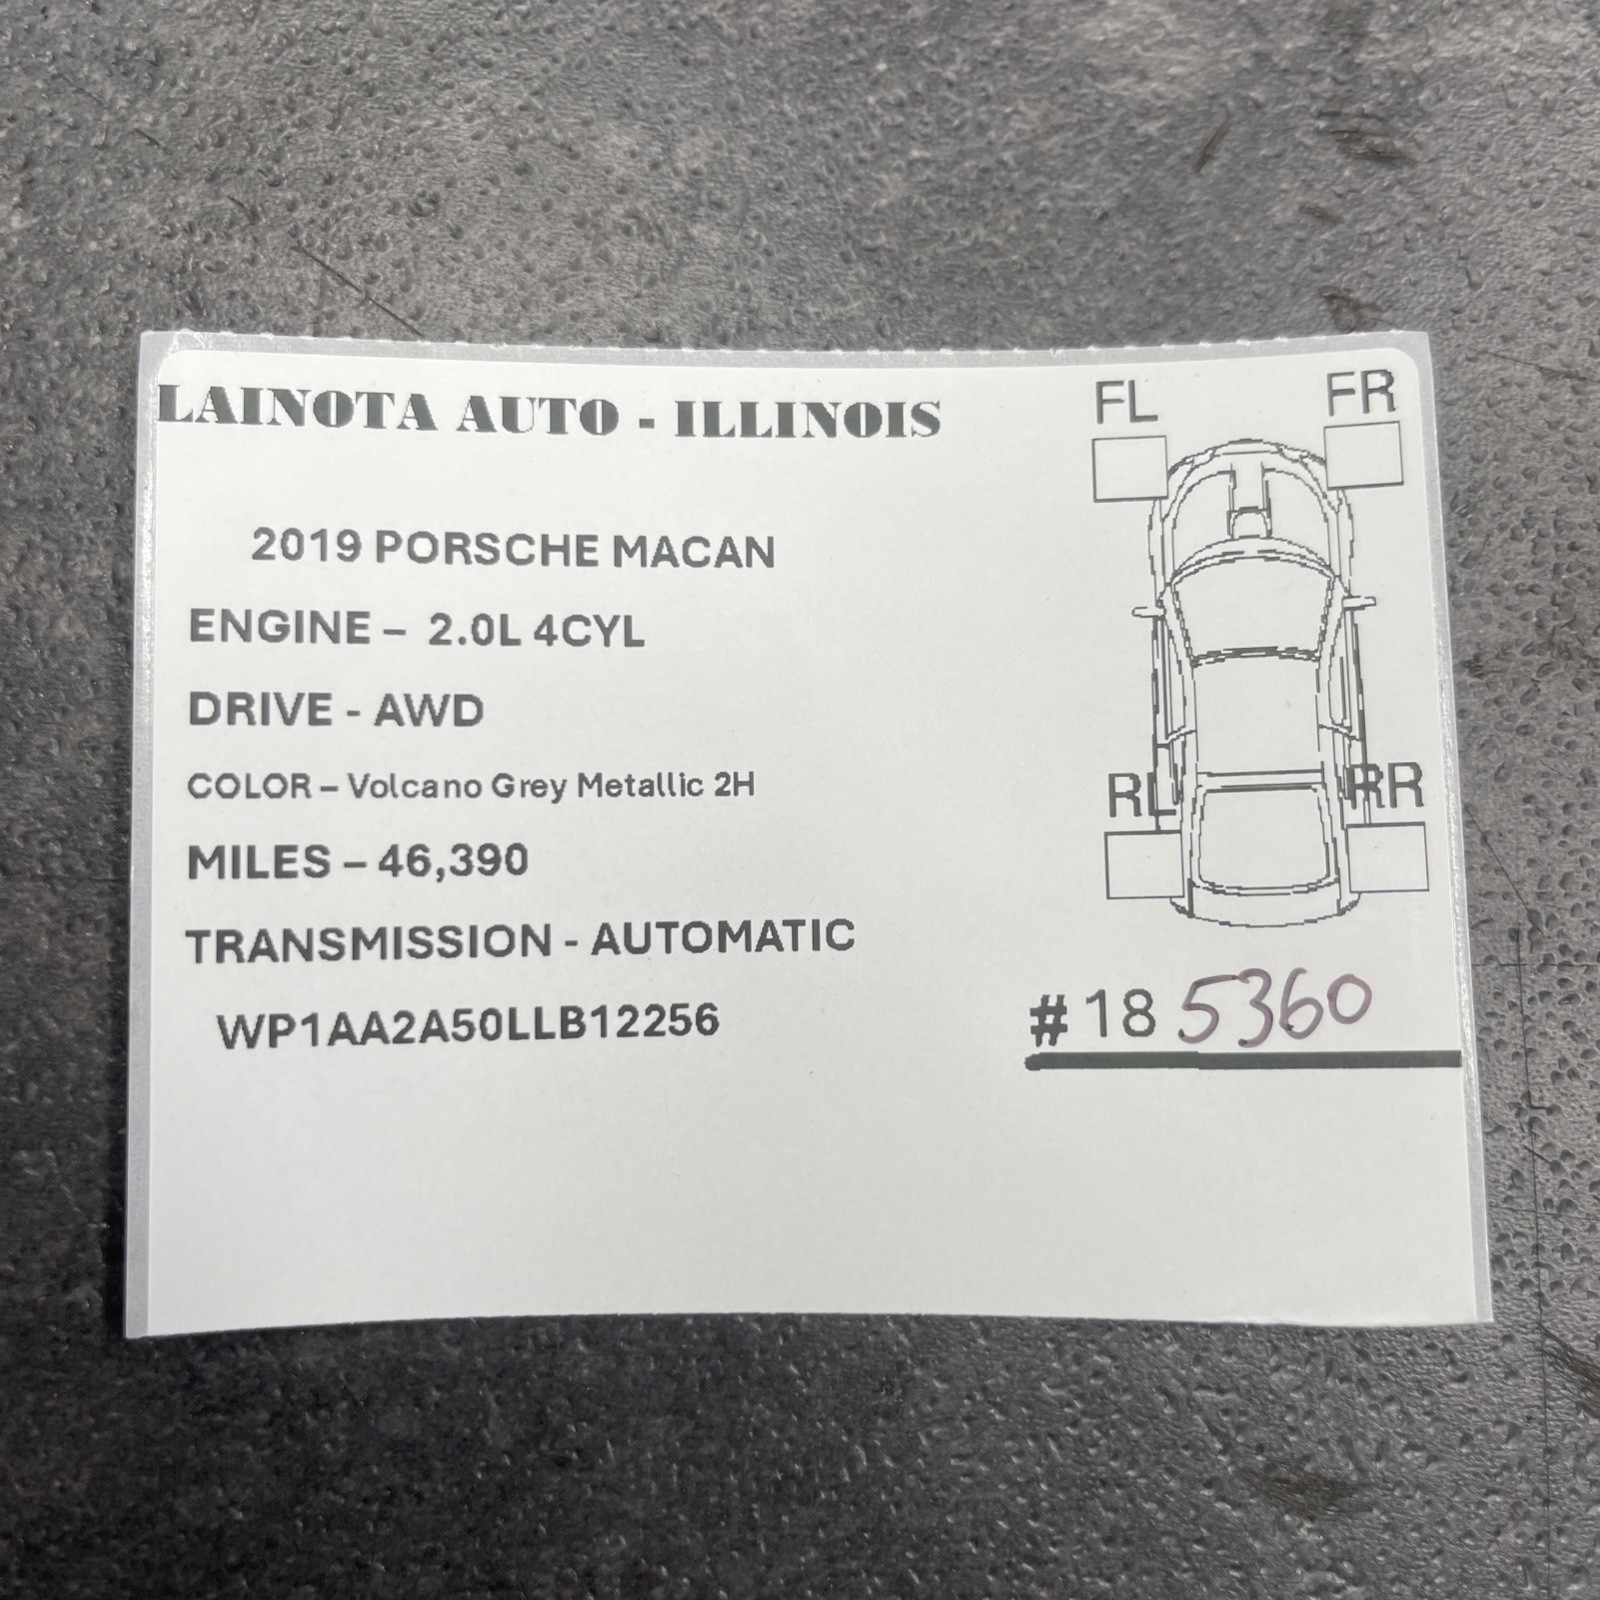 LAINOTA AUTO - ILLINOIS
FL FR
2019 PORSCHE MACAN
ENGINE – 2.0L 4CYL
DRIVE - AWD
COLOR – Volcano Grey Metallic 2H
RL RR
MILES – 46,390
TRANSMISSION - AUTOMATIC
WP1AA2A50LLB12256
#18 5360